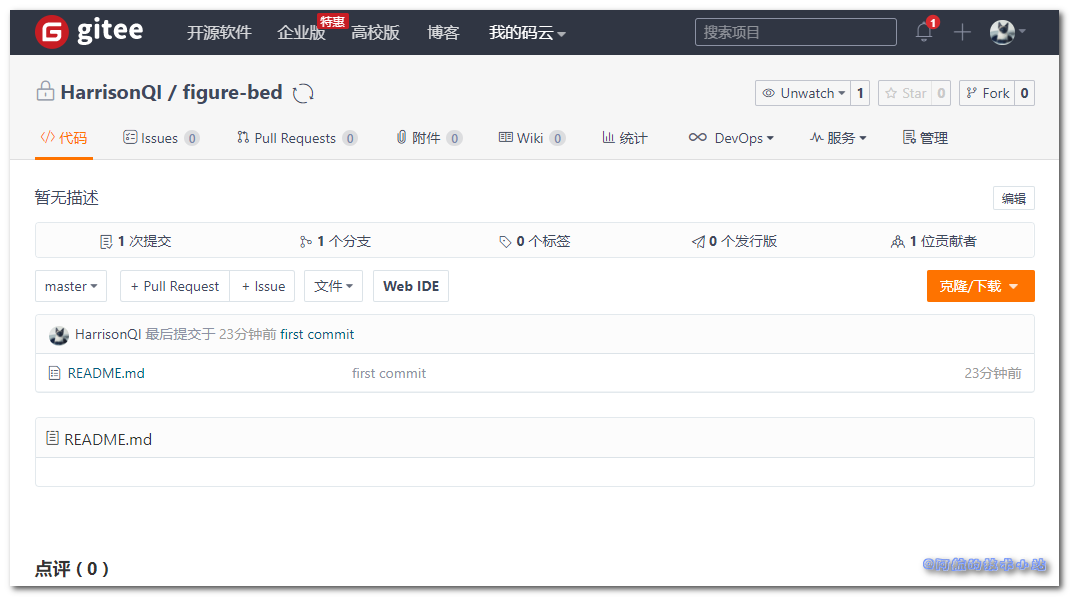 gitee 开源软件 企业版 特惠 高校版 博客 我的码云 搜索项目 1
HarrisonQI / figure-bed Unwatch 1 Star 0 Fork 0
代码 Issues 0 Pull Requests 0 附件 0 Wiki 0 统计 DevOps 服务 管理
暂无描述 编辑
1 次提交 1 个分支 0 个标签 0 个发行版 1 位贡献者
master + Pull Request + Issue 文件 Web IDE 克隆/下载
HarrisonQI 最后提交于 23分钟前 first commit
README.md first commit 23分钟前
README.md
点评 ( 0 )